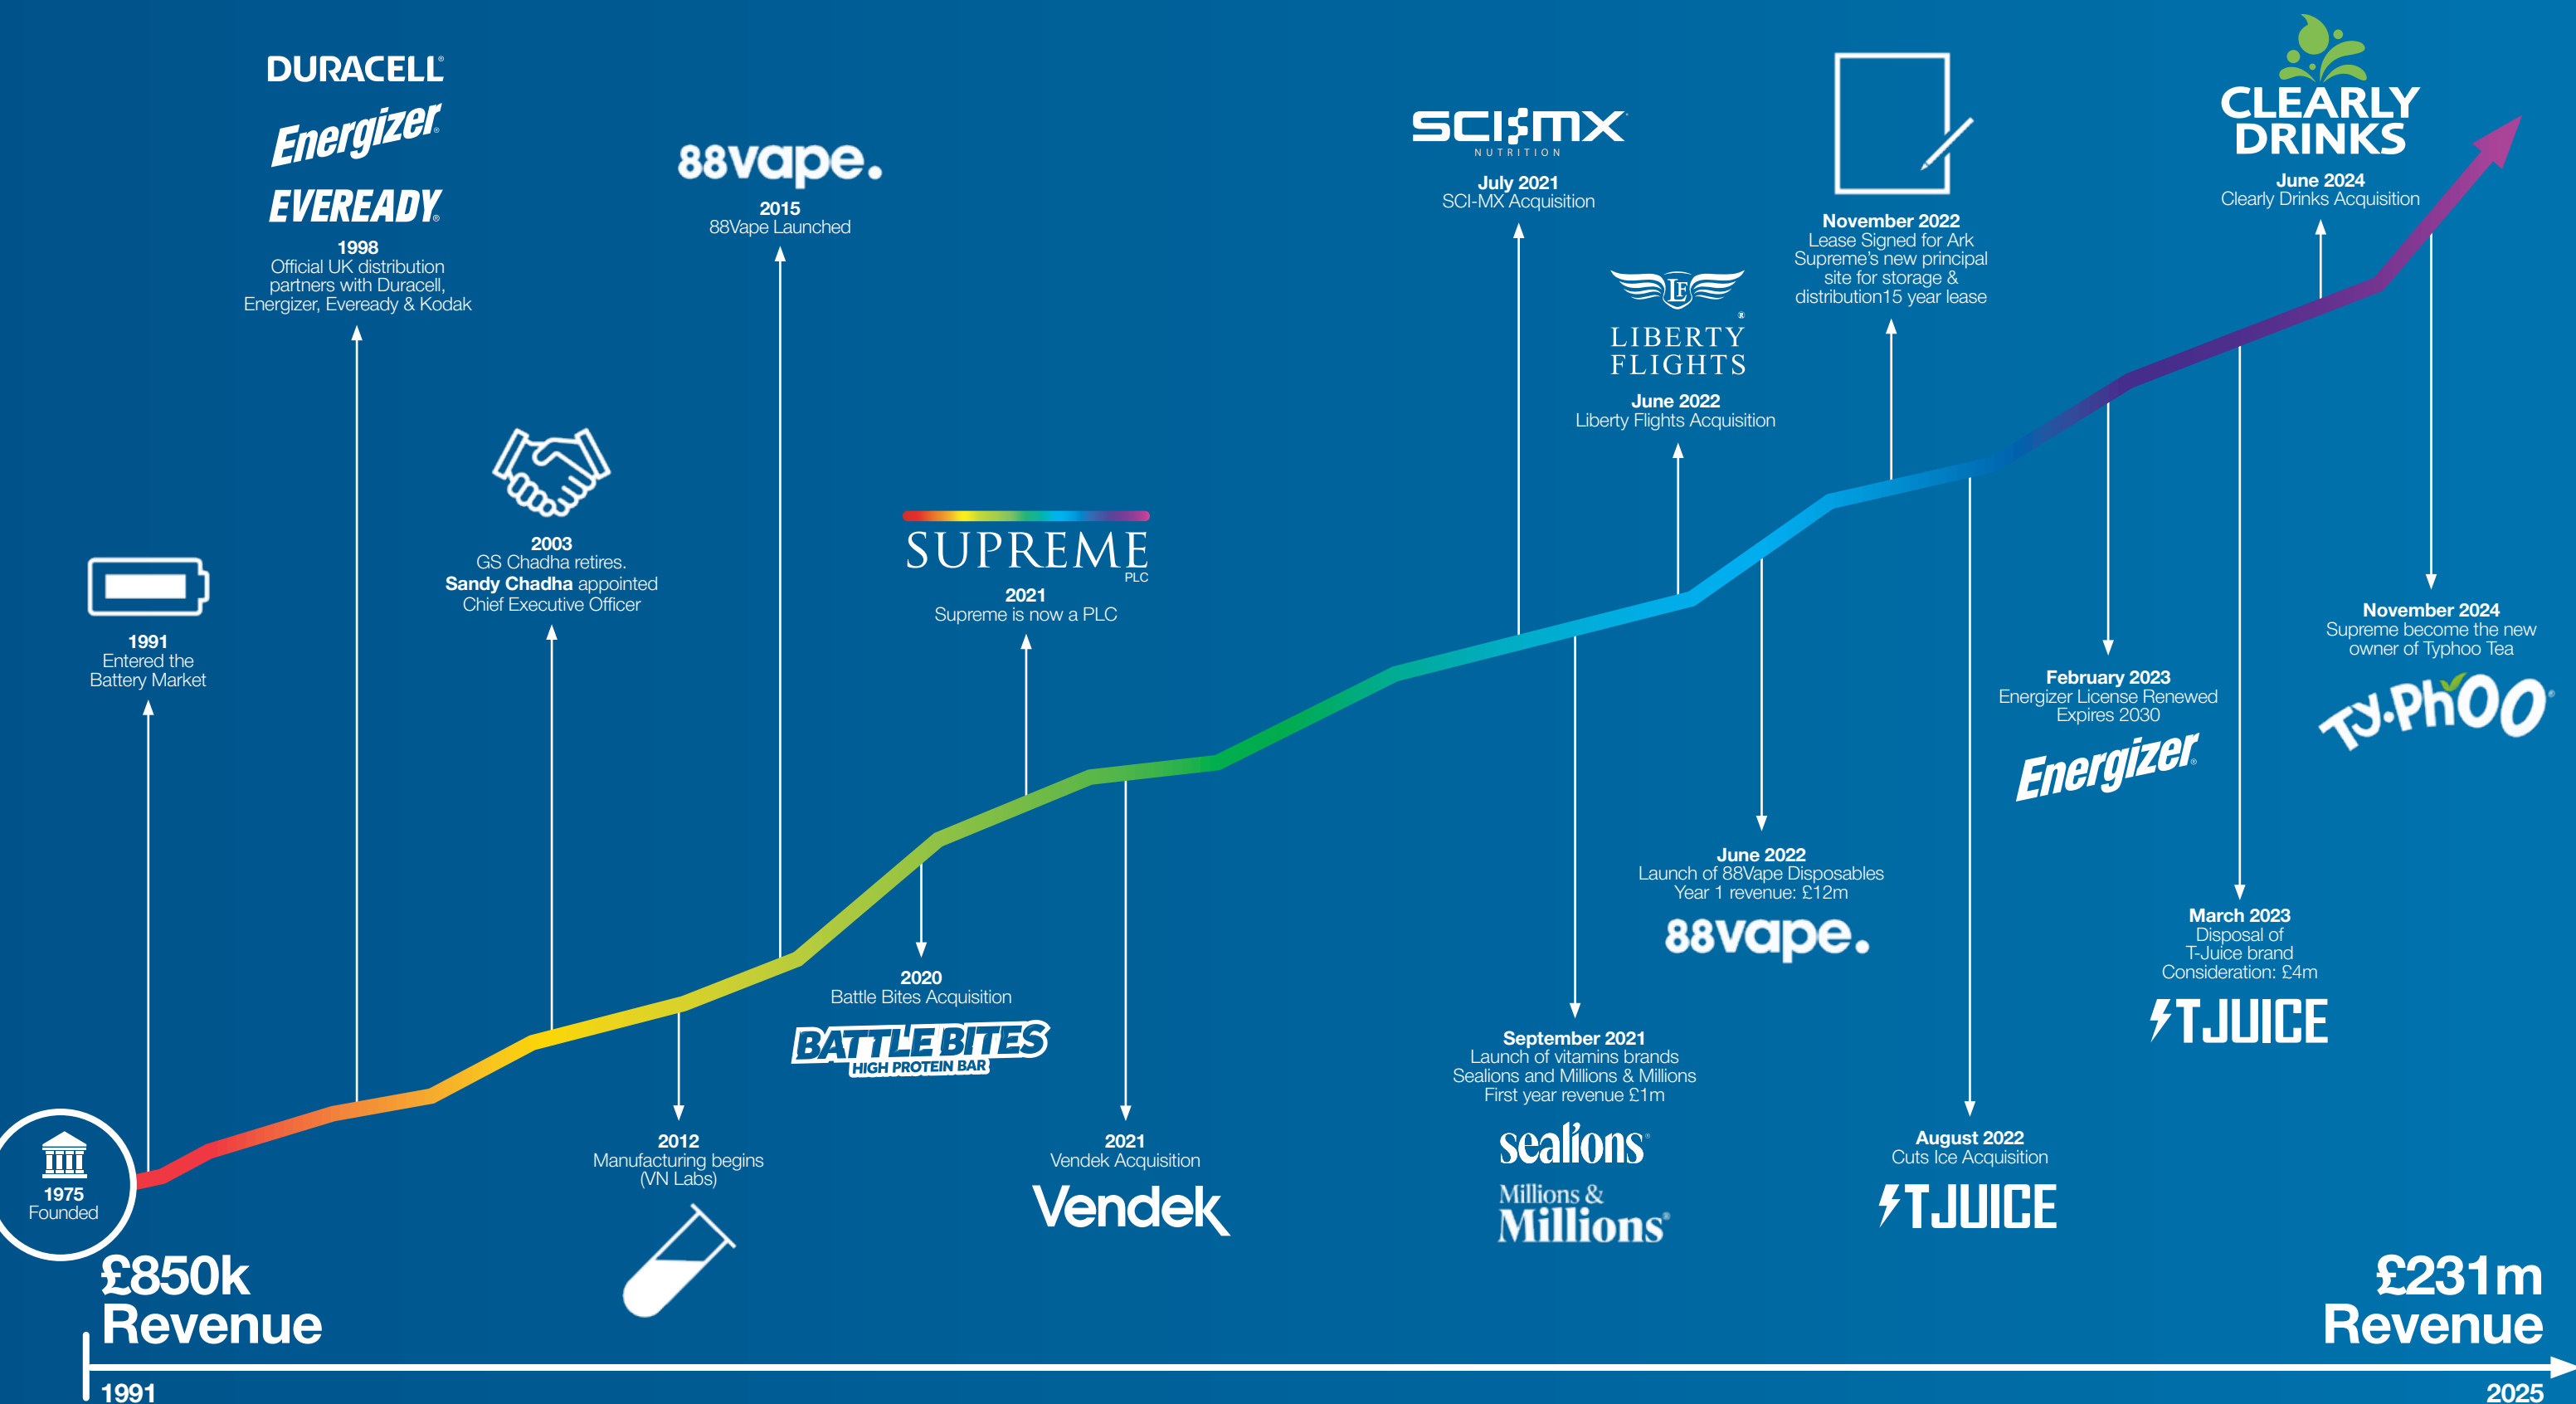 DURACELL®
Energizer®
EVEREADY®
1998
Official UK distribution
partners with Duracell,
Energizer, Eveready & Kodak
88vape.
2015
88Vape Launched
SCI-MX
NUTRITION
July 2021
SCI-MX Acquisition
November 2022
Lease Signed for Ark
Supreme's new principal
site for storage &
distribution15 year lease
CLEARLY
DRINKS
June 2024
Clearly Drinks Acquisition
LF
®
LIBERTY
FLIGHTS
June 2022
Liberty Flights Acquisition
2003
GS Chadha retires.
Sandy Chadha appointed
Chief Executive Officer
1991
Entered the
Battery Market
SUPREME
PLC
2021
Supreme is now a PLC
November 2024
Supreme become the new
owner of Typhoo Tea
Ty.Phoo®
February 2023
Energizer License Renewed
Expires 2030
Energizer®
June 2022
Launch of 88Vape Disposables
Year 1 revenue: £12m
88vape.
March 2023
Disposal of
T-Juice brand
Consideration: £4m
TJUICE
2020
Battle Bites Acquisition
BATTLE BITES
HIGH PROTEIN BAR
September 2021
Launch of vitamins brands
Sealions and Millions & Millions
First year revenue £1m
sealions®
Millions &
Millions®
2012
Manufacturing begins
(VN Labs)
2021
Vendek Acquisition
Vendek
August 2022
Cuts Ice Acquisition
TJUICE
1975
Founded
£850k
Revenue
£231m
Revenue
1991
2025